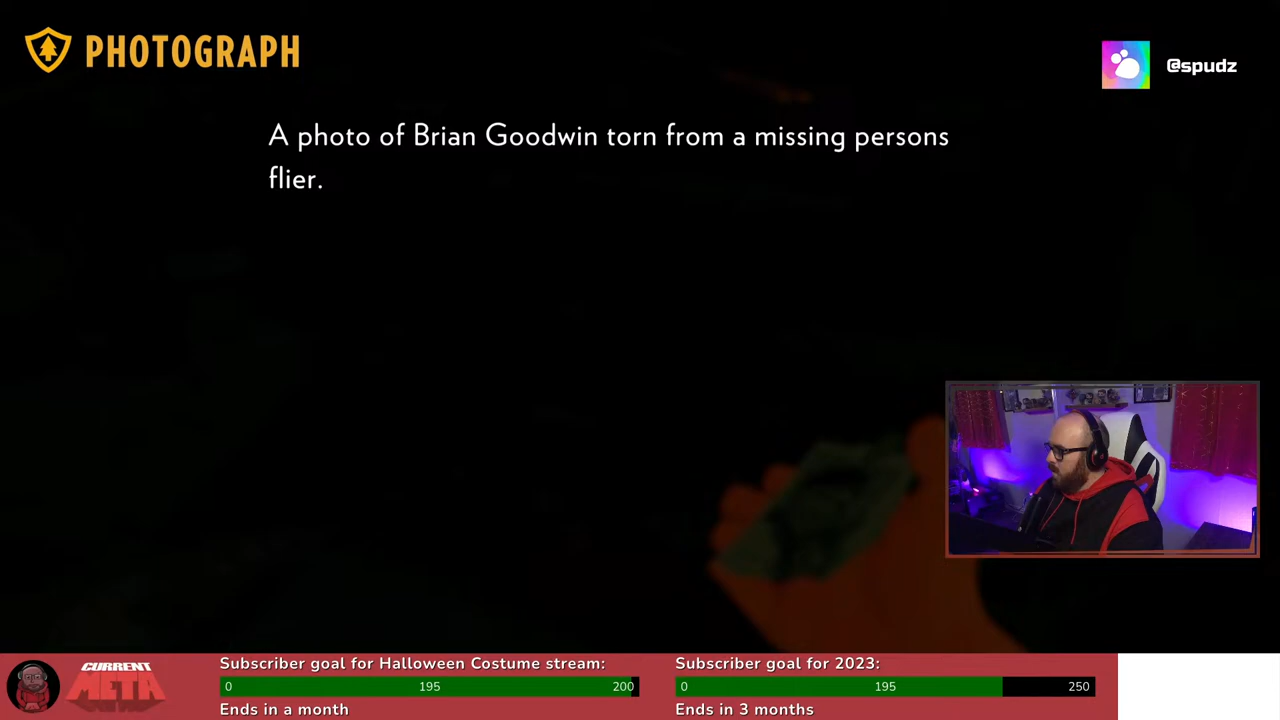 PHOTOGRAPH
@spudz
A photo of Brian Goodwin torn from a missing persons
flier.
CURRENT
META
Subscriber goal for Halloween Costume stream:
0 195 200
Ends in a month
Subscriber goal for 2023:
0 195 250
Ends in 3 months